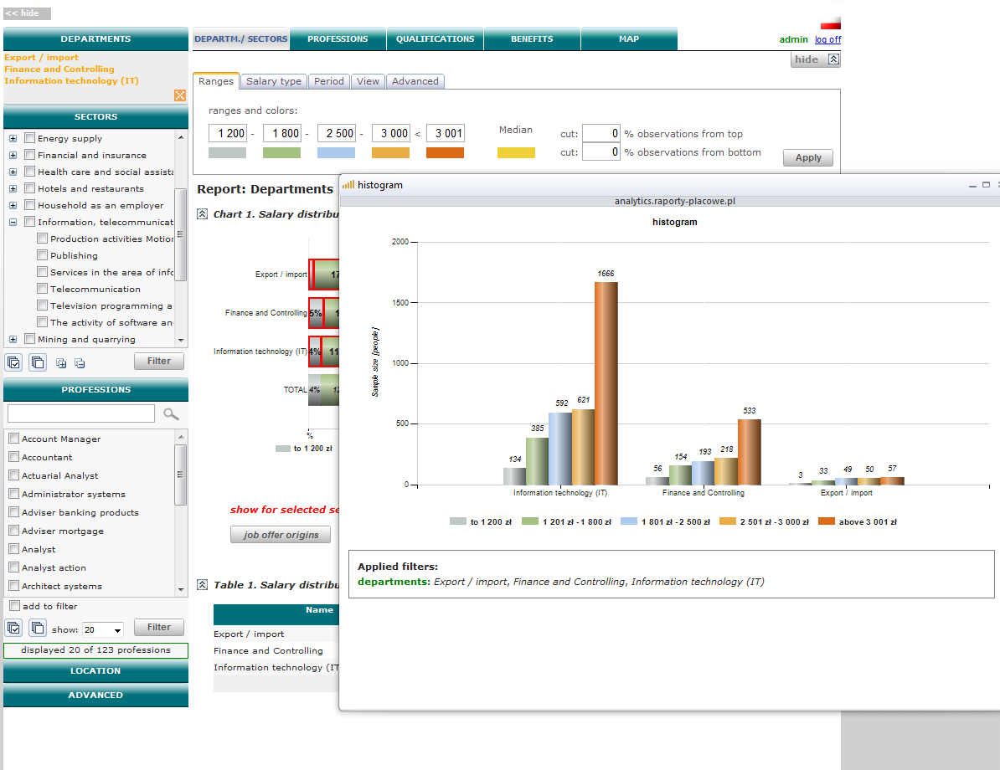 << hide
DEPARTMENTS
Export / import
Finance and Controlling
Information technology (IT)
SECTORS
Energy supply
Financial and insurance
Health care and social assista
Hotels and restaurants
Household as an employer
Information, telecommunicat
Production activities Motion
Publishing
Services in the area of info
Telecommunication
Television programming a
The activity of software an
Mining and quarrying
Filter
PROFESSIONS
Account Manager
Accountant
Actuarial Analyst
Administrator systems
Adviser banking products
Adviser mortgage
Analyst
Analyst action
Architect systems
add to filter
show: 20
Filter
displayed 20 of 123 professions
LOCATION
ADVANCED
DEPARTM./ SECTORS PROFESSIONS QUALIFICATIONS BENEFITS MAP
admin log off
hide
Ranges Salary type Period View Advanced
ranges and colors:
1 200 - 1 800 - 2 500 - 3 000 < 3 001
Median
cut: 0 % observations from top
cut: 0 % observations from bottom
Apply
Report: Departments
Chart 1. Salary distribu
Export / import 17
Finance and Controlling 5% 1
Information technology (IT) 4% 11
TOTAL 4% 12
%
to 1 200 zł
show for selected se
job offer origins
Table 1. Salary distribu
Name
Export / import
Finance and Controlling
Information technology (IT
histogram
analytics.raporty-placowe.pl
histogram
Sample size [people]
2000
1500
1000
500
0
134 385 592 621 1666
56 154 193 218 533
3 33 49 50 57
Information technology (IT) Finance and Controlling Export / import
to 1 200 zł 1 201 zł - 1 800 zł 1 801 zł - 2 500 zł 2 501 zł - 3 000 zł above 3 001 zł
Applied filters:
departments: Export / import, Finance and Controlling, Information technology (IT)